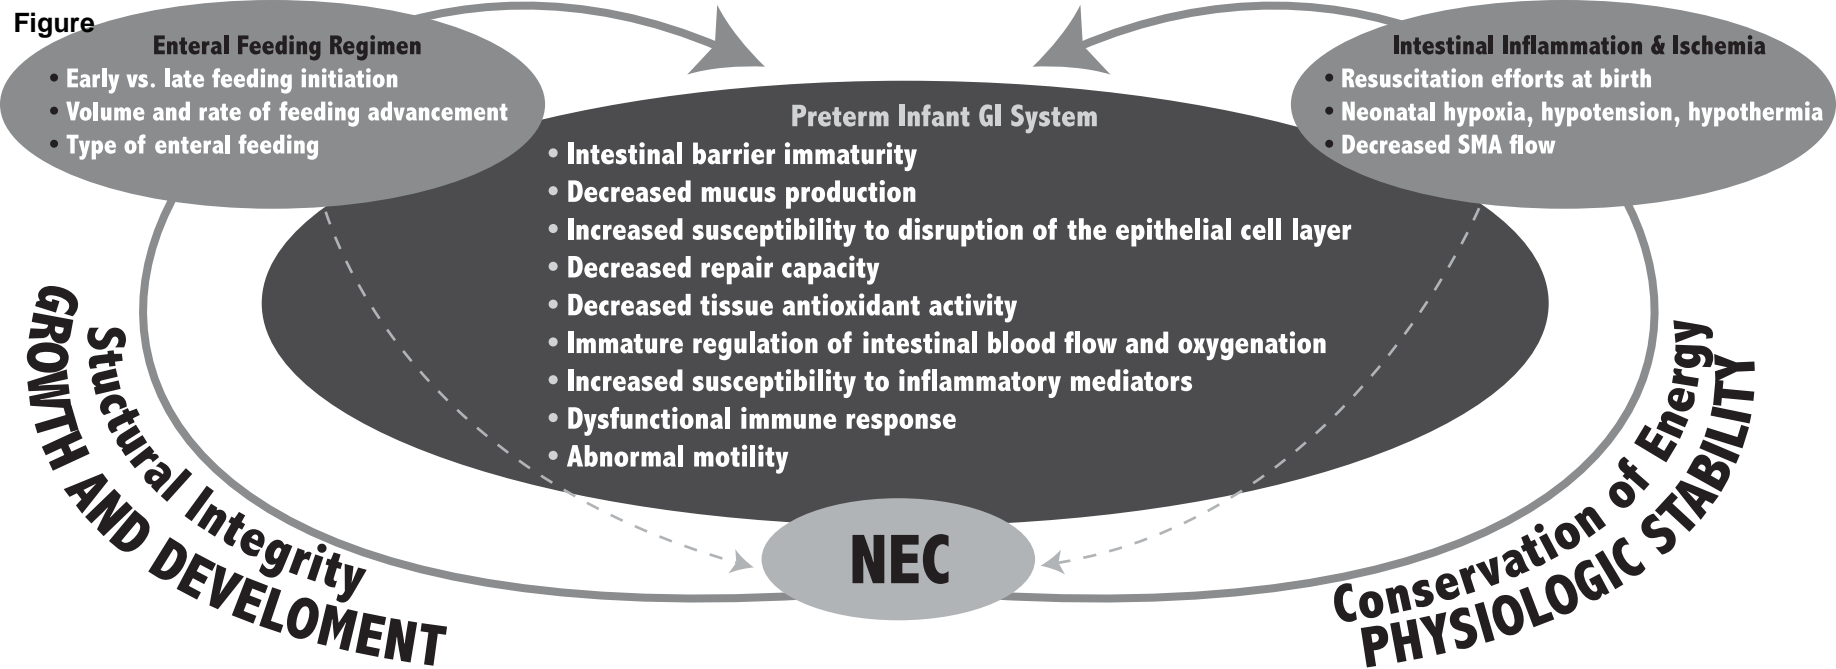 Figure
Enteral Feeding Regimen
• Early vs. late feeding initiation
• Volume and rate of feeding advancement
• Type of enteral feeding
Intestinal Inflammation & Ischemia
• Resuscitation efforts at birth
• Neonatal hypoxia, hypotension, hypothermia
• Decreased SMA flow
Preterm Infant GI System
• Intestinal barrier immaturity
• Decreased mucus production
• Increased susceptibility to disruption of the epithelial cell layer
• Decreased repair capacity
• Decreased tissue antioxidant activity
• Immature regulation of intestinal blood flow and oxygenation
• Increased susceptibility to inflammatory mediators
• Dysfunctional immune response
• Abnormal motility
NEC
Stuctural Integrity
GROWTH AND DEVELOMENT
Conservation of Energy
PHYSIOLOGIC STABILITY